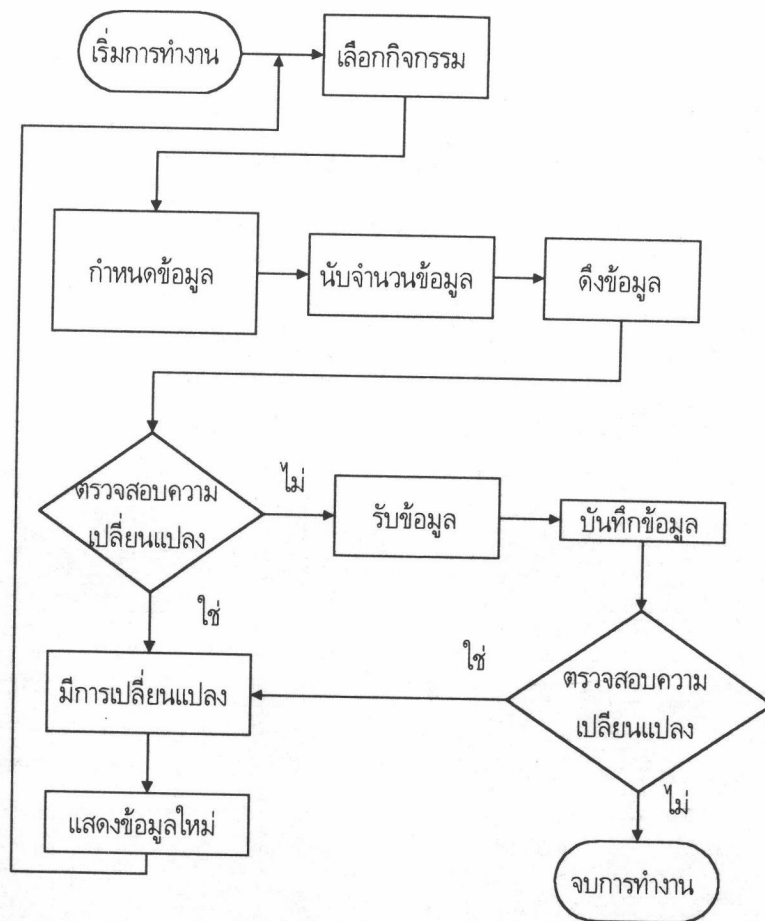 เริ่มการทำงาน
เลือกกิจกรรม
กำหนดข้อมูล
นับจำนวนข้อมูล
ดึงข้อมูล
ตรวจสอบความ
เปลี่ยนแปลง
ไม่
รับข้อมูล
บันทึกข้อมูล
ใช่
มีการเปลี่ยนแปลง
ใช่
ตรวจสอบความ
เปลียนแปลง
แสดงข้อมูลใหม่
ไม่
จบการทำงาน